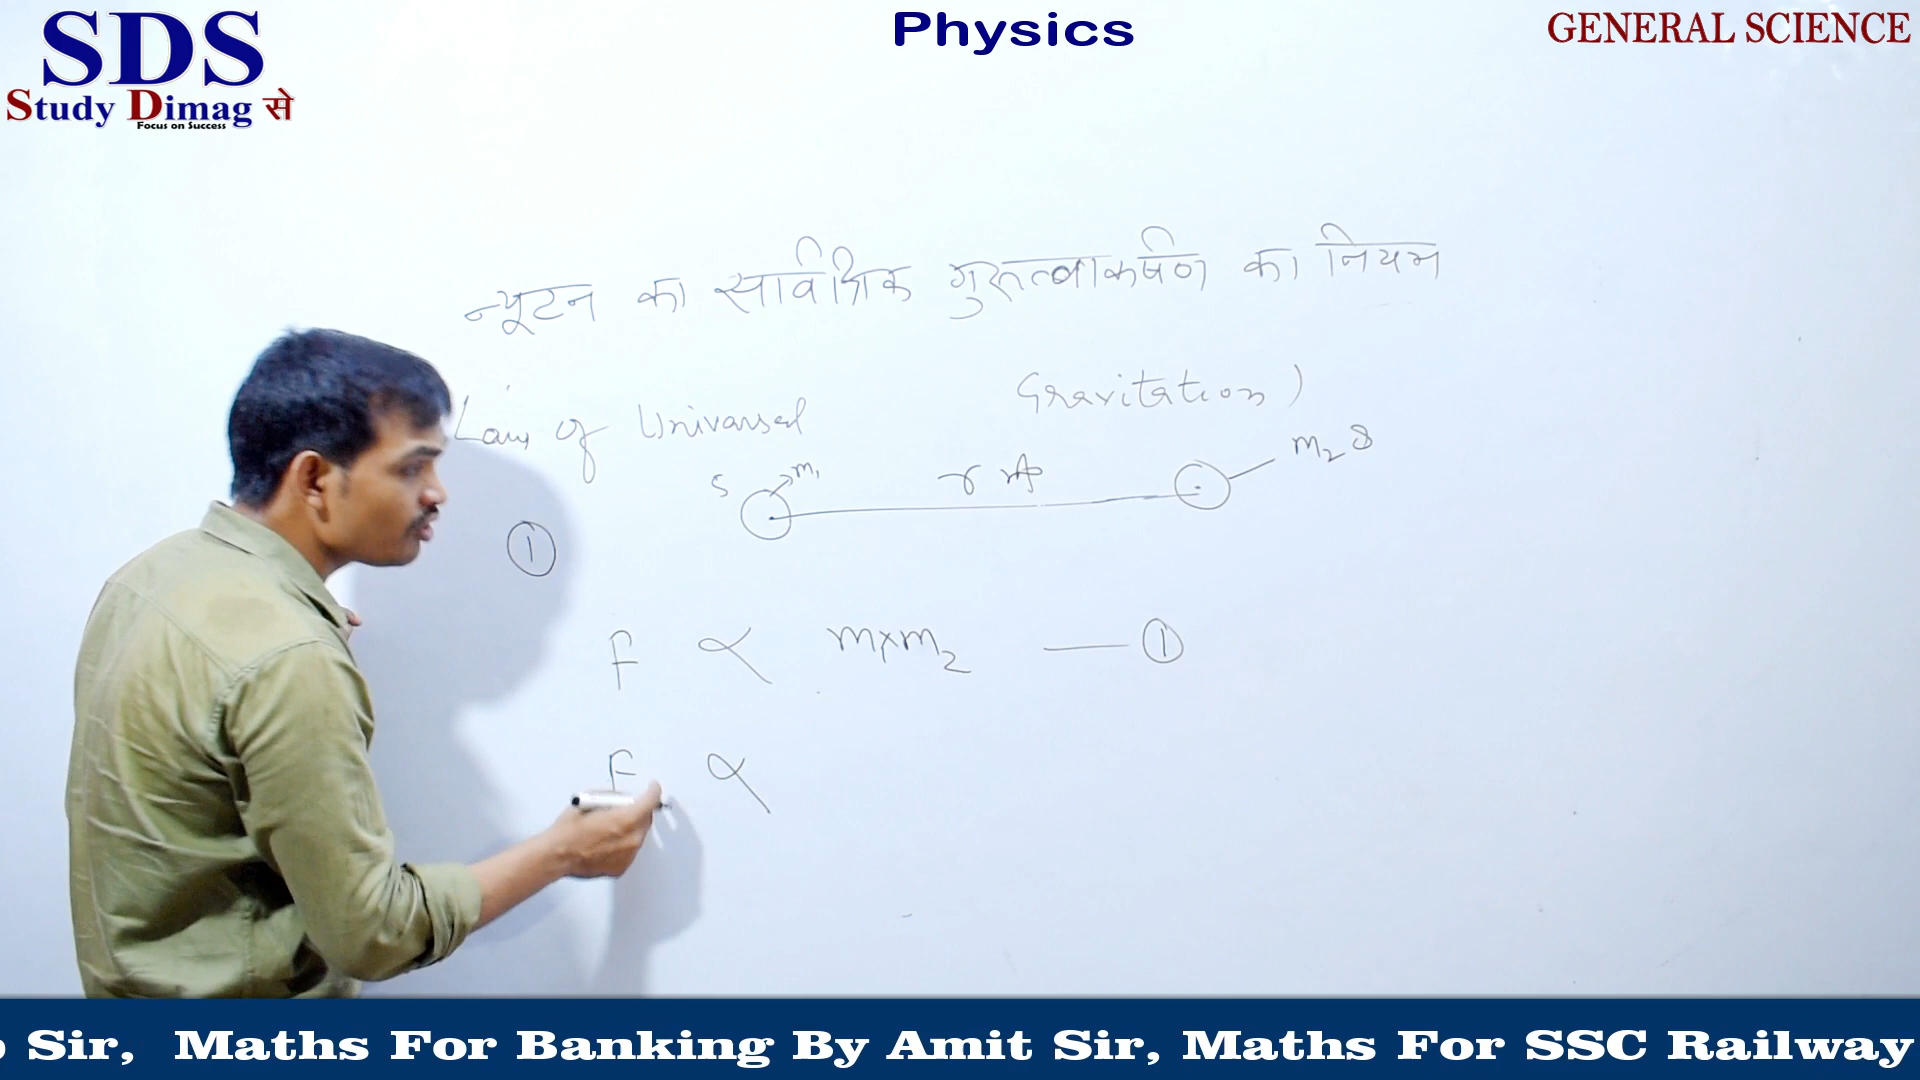 SDS
Study Dimag से
Focus on Success
Physics
GENERAL SCIENCE
न्यूटन का सार्वत्रिक गुरुत्वाकर्षण का नियम
Law of Univarsal Gravitation)
S m₁ r m₂ 8
①
F ∝ m₁×m₂ — ①
F ∝
Sir, Maths For Banking By Amit Sir, Maths For SSC Railway